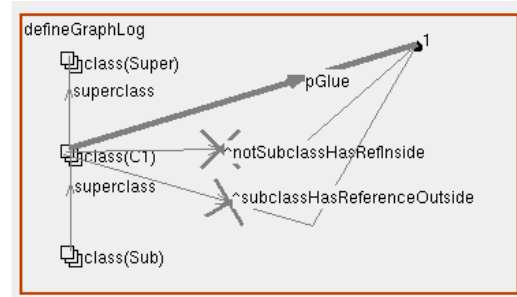 defineGraphLog
1
class(Super)
pGlue
superclass
class(C1)
^notSubclassHasRefInside
superclass
^subclassHasReferenceOutside
class(Sub)